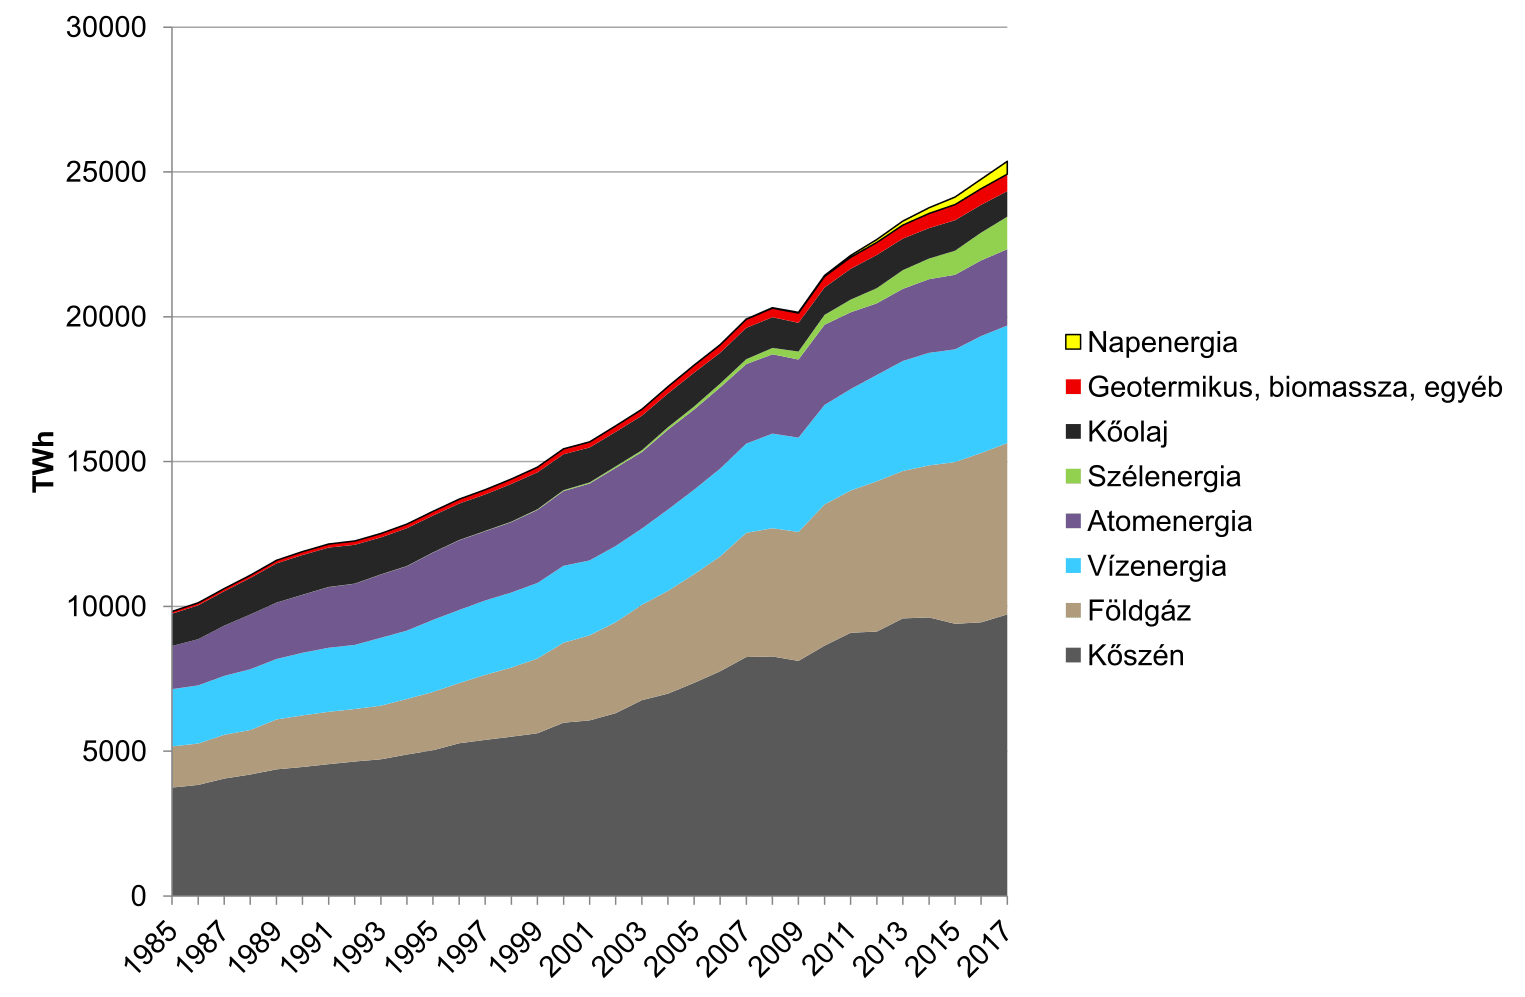 30000
25000
20000
15000
10000
5000
0
TWh
1985
1987
1989
1991
1993
1995
1997
1999
2001
2003
2005
2007
2009
2011
2013
2015
2017
Napenergia
Geotermikus, biomassza, egyéb
Kőolaj
Szélenergia
Atomenergia
Vízenergia
Földgáz
Kőszén